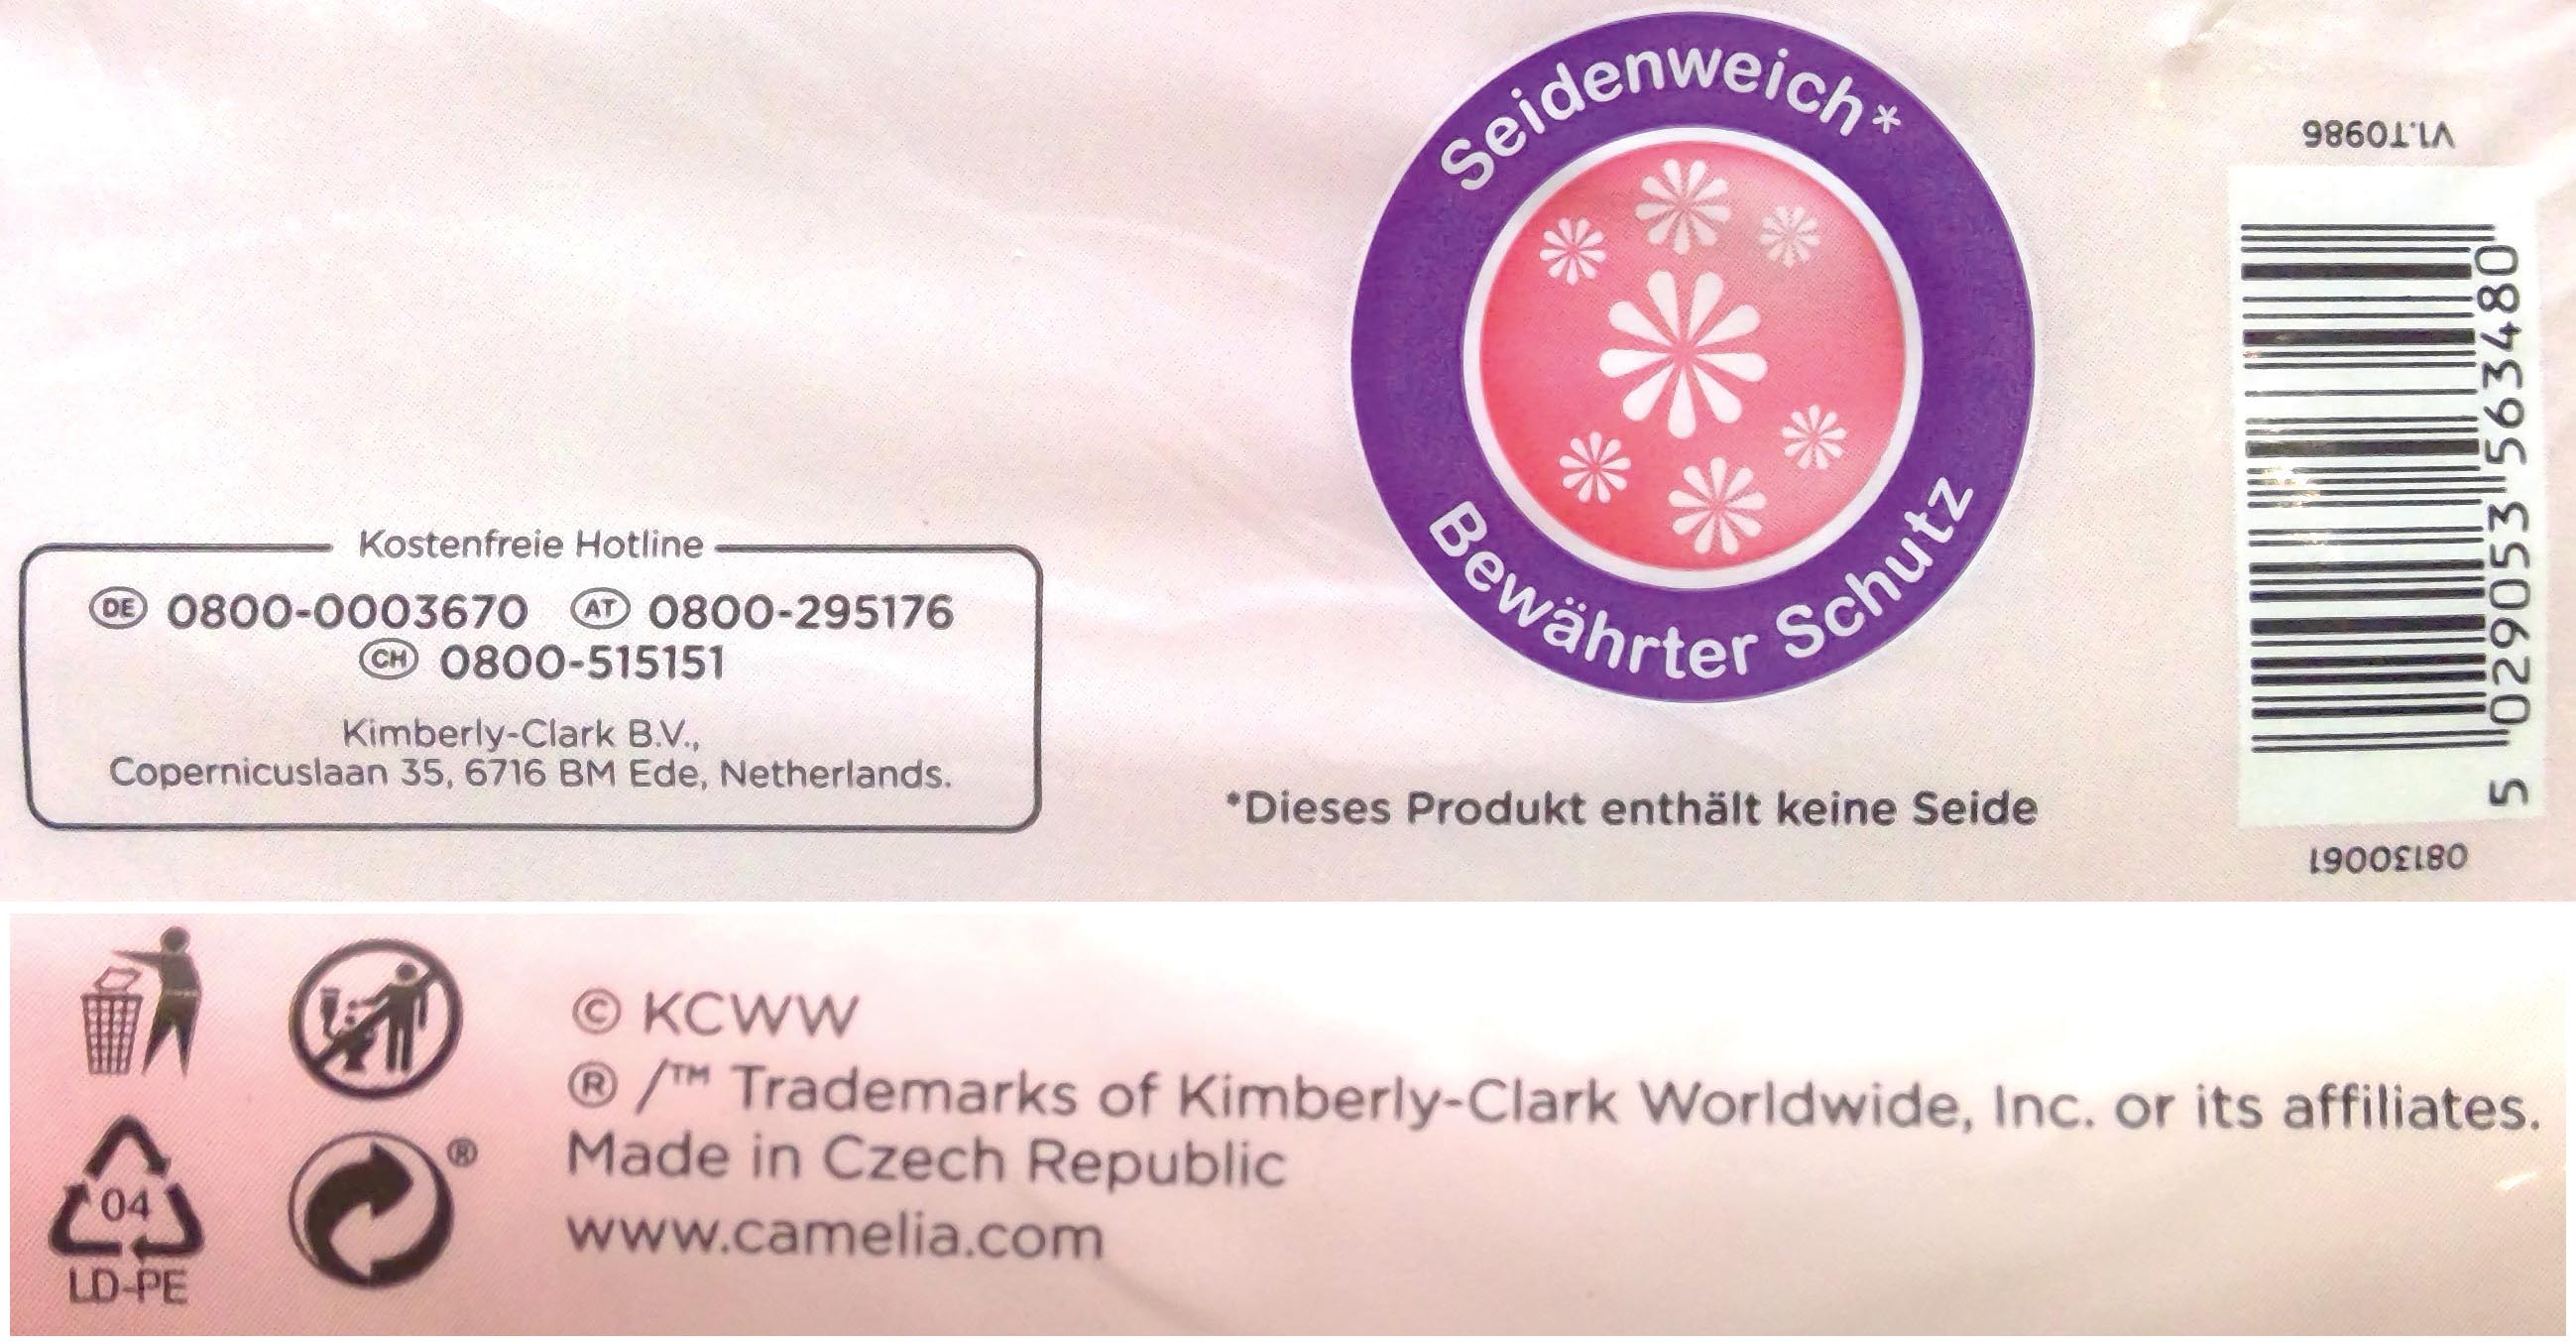 Seidenweich*
Bewährter Schutz
*Dieses Produkt enthält keine Seide
Kostenfreie Hotline
DE 0800-0003670 AT 0800-295176
CH 0800-515151
Kimberly-Clark B.V.,
Copernicuslaan 35, 6716 BM Ede, Netherlands.
V1.T0986
5 029053 563480
08130061
© KCWW
® /™ Trademarks of Kimberly-Clark Worldwide, Inc. or its affiliates.
Made in Czech Republic
www.camelia.com
04
LD-PE
®